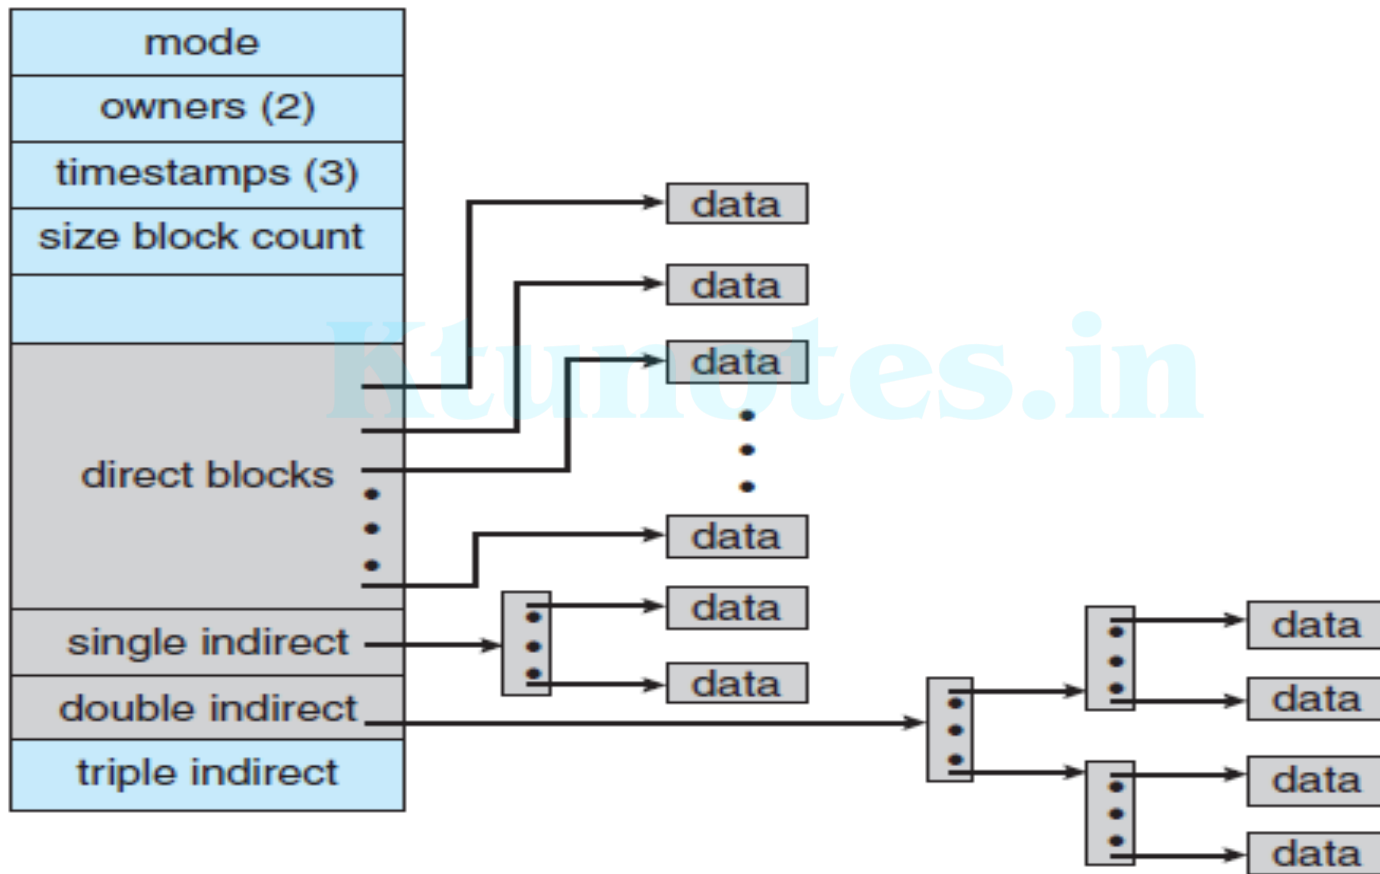 mode
owners (2)
timestamps (3)
size block count
direct blocks
single indirect
double indirect
triple indirect
data
data
data
data
data
data
data
data
data
data
Ktunotes.in